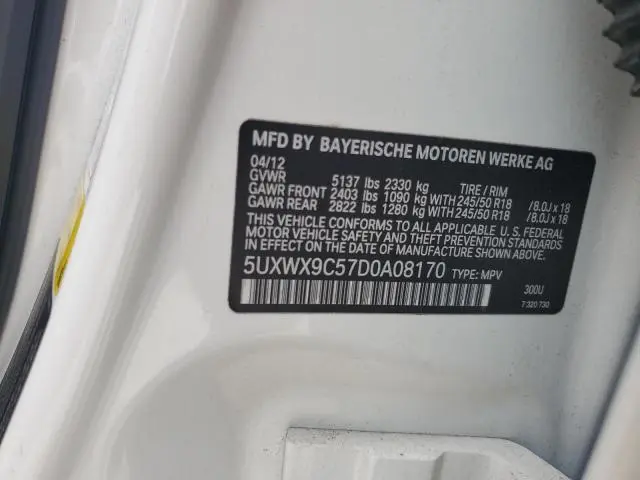 MFD BY BAYERISCHE MOTOREN WERKE AG
04/12
GVWR 5137 lbs 2330 kg TIRE / RIM
GAWR FRONT 2403 lbs 1090 kg WITH 245/50 R18 / 8.0J x 18
GAWR REAR 2822 lbs 1280 kg WITH 245/50 R18 / 8.0J x 18
THIS VEHICLE CONFORMS TO ALL APPLICABLE U. S. FEDERAL
MOTOR VEHICLE SAFETY AND THEFT PREVENTION STANDARDS
IN EFFECT ON THE DATE OF MANUFACTURE SHOWN ABOVE.
5UXWX9C57D0A08170 TYPE: MPV
300U
7 320 730